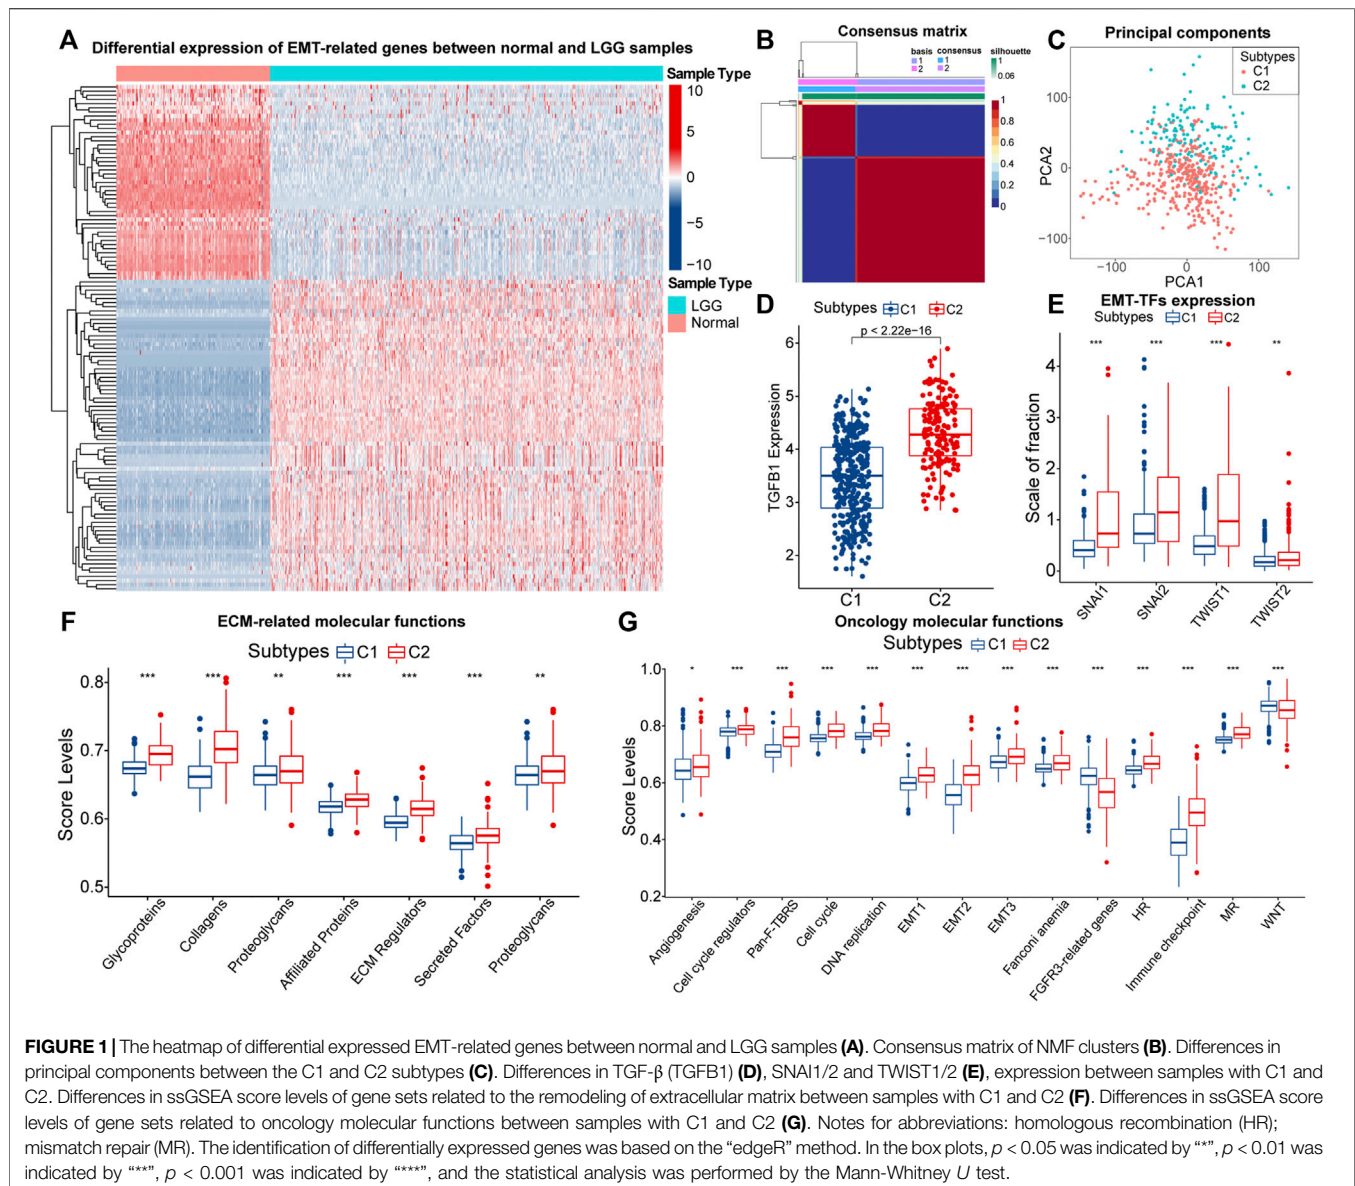 A
Differential expression of EMT-related genes between normal and LGG samples
Sample Type
10
5
0
−5
−10
Sample Type
LGG
Normal
B
Consensus matrix
basis
1
2
consensus
1
2
silhouette
1
0.06
1
0.8
0.6
0.4
0.2
0
C
Principal components
Subtypes
C1
C2
100
0
−100
PCA2
−100
0
100
PCA1
D
Subtypes C1 C2
p < 2.22e−16
6
5
4
3
2
TGFB1 Expression
C1
C2
E
EMT-TFs expression
Subtypes C1 C2
*** *** *** **
4
3
2
1
0
Scale of fraction
SNAI1
SNAI2
TWIST1
TWIST2
F
ECM-related molecular functions
Subtypes C1 C2
*** *** ** *** *** *** **
0.8
0.7
0.6
0.5
Score Levels
Glycoproteins
Collagens
Proteoglycans
Affiliated Proteins
ECM Regulators
Secreted Factors
Proteoglycans
G
Oncology molecular functions
Subtypes C1 C2
* *** *** *** *** *** *** *** *** *** *** *** *** ***
1.0
0.8
0.6
0.4
0.2
Score Levels
Angiogenesis
Cell cycle regulators
Pan-F-TBRS
Cell cycle
DNA replication
EMT1
EMT2
EMT3
Fanconi anemia
FGFR3-related genes
HR
Immune checkpoint
MR
WNT
FIGURE 1 | The heatmap of differential expressed EMT-related genes between normal and LGG samples (A). Consensus matrix of NMF clusters (B). Differences in
principal components between the C1 and C2 subtypes (C). Differences in TGF-β (TGFB1) (D), SNAI1/2 and TWIST1/2 (E), expression between samples with C1 and
C2. Differences in ssGSEA score levels of gene sets related to the remodeling of extracellular matrix between samples with C1 and C2 (F). Differences in ssGSEA score
levels of gene sets related to oncology molecular functions between samples with C1 and C2 (G). Notes for abbreviations: homologous recombination (HR);
mismatch repair (MR). The identification of differentially expressed genes was based on the “edgeR” method. In the box plots, p < 0.05 was indicated by “*”, p < 0.01 was
indicated by “**”, p < 0.001 was indicated by “***”, and the statistical analysis was performed by the Mann-Whitney U test.